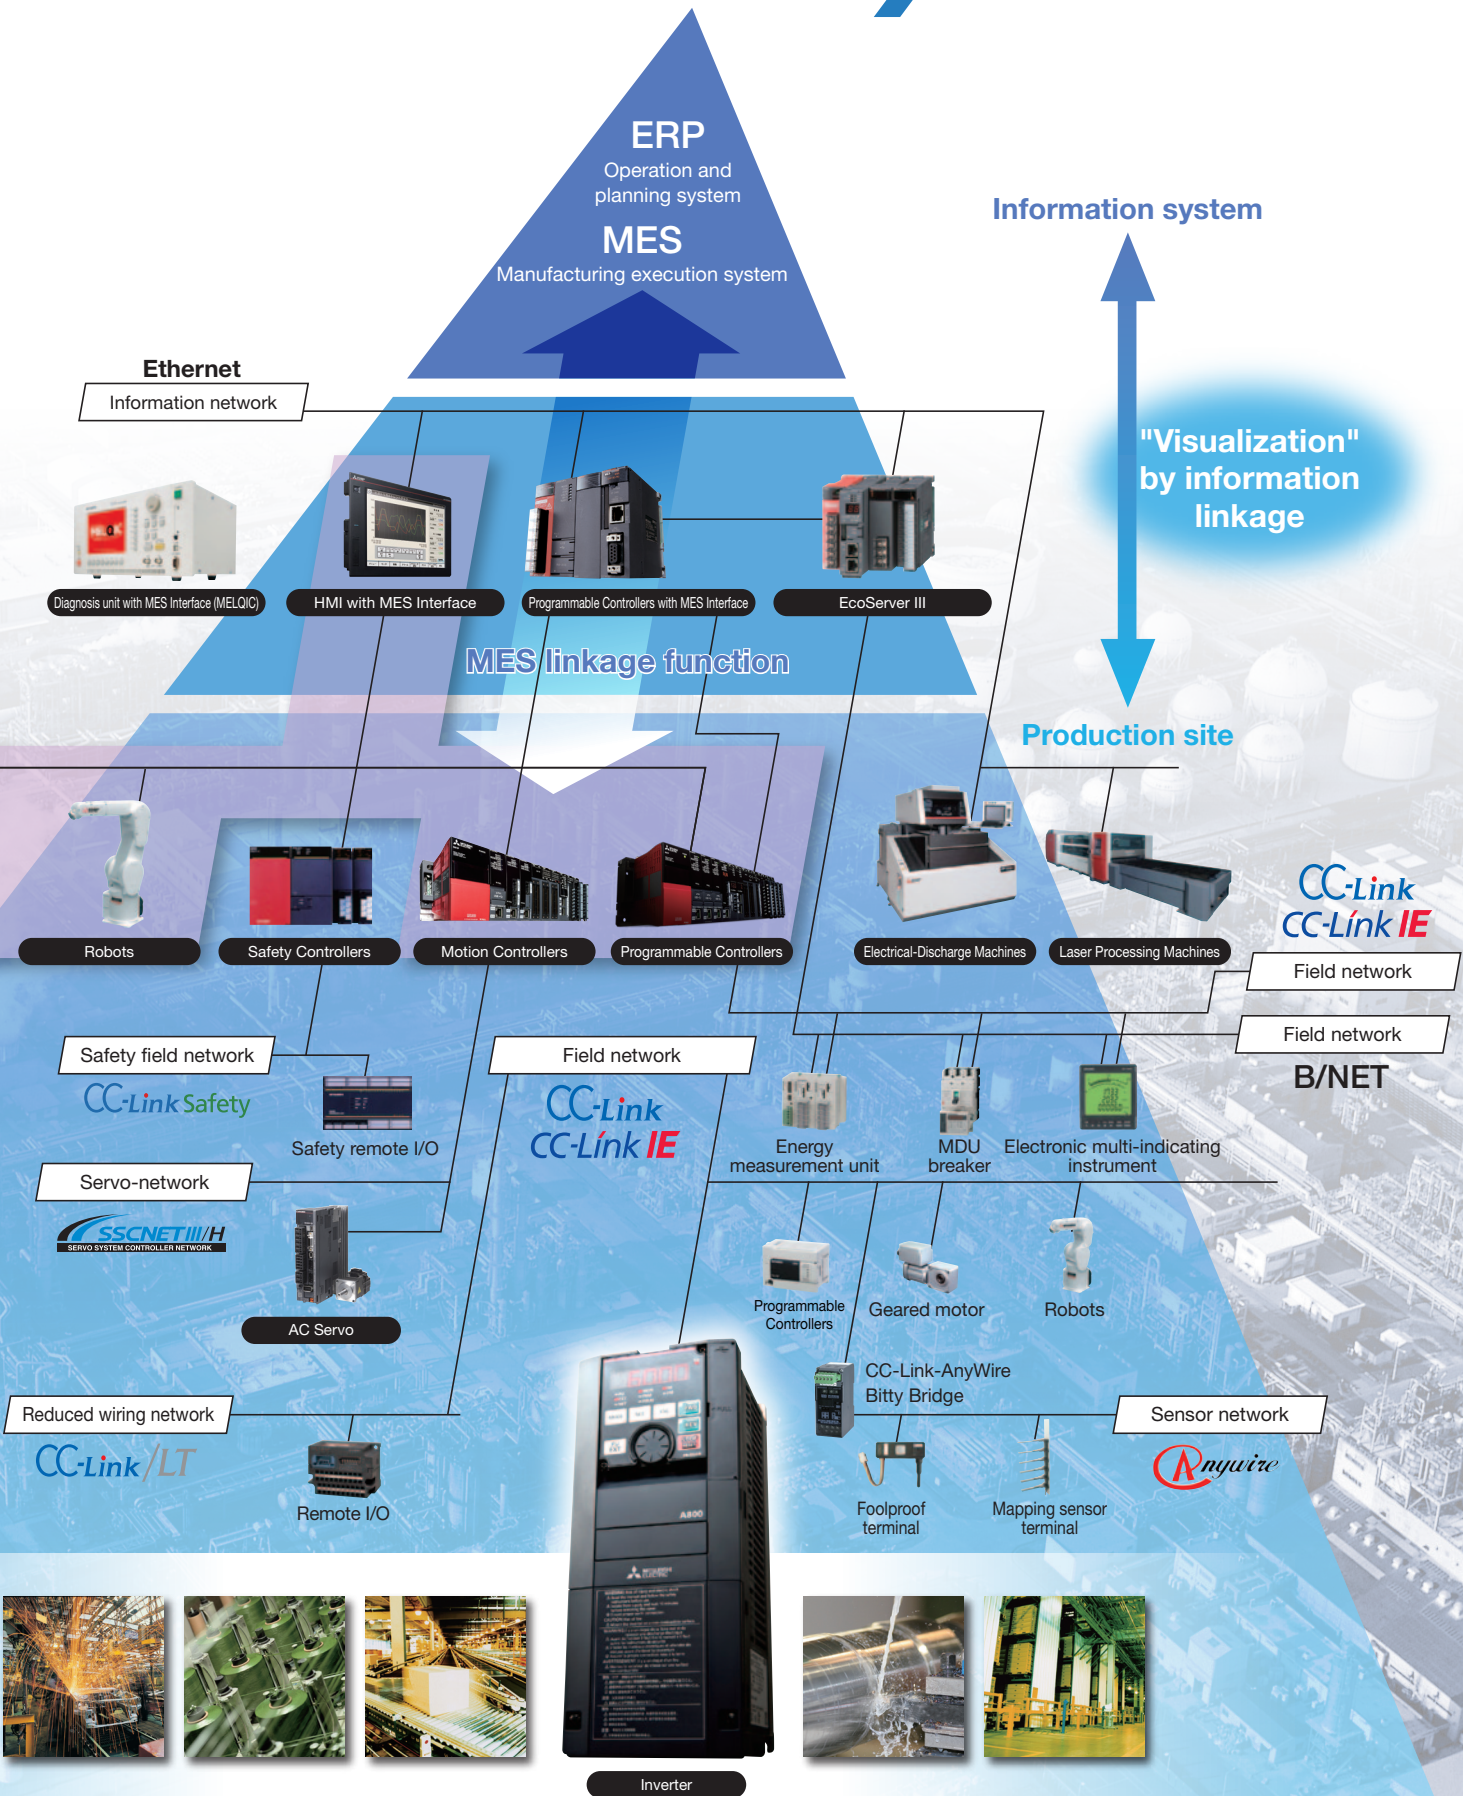 ERP
Operation and
planning system
MES
Manufacturing execution system
Information system
"Visualization"
by information
linkage
Production site
Ethernet
Information network
Diagnosis unit with MES Interface (MELQIC)
HMI with MES Interface
Programmable Controllers with MES Interface
EcoServer III
MES linkage function
Robots
Safety Controllers
Motion Controllers
Programmable Controllers
Electrical-Discharge Machines
Laser Processing Machines
CC-Link
CC-Link IE
Field network
Field network
B/NET
Safety field network
CC-Link Safety
Safety remote I/O
Field network
CC-Link
CC-Link IE
Energy
measurement unit
MDU
breaker
Electronic multi-indicating
instrument
Servo-network
SSCNETIII/H
SERVO SYSTEM CONTROLLER NETWORK
AC Servo
Programmable
Controllers
Geared motor
Robots
CC-Link-AnyWire
Bitty Bridge
Reduced wiring network
CC-Link/LT
Remote I/O
Sensor network
Anywire
Foolproof
terminal
Mapping sensor
terminal
A800
MITSUBISHI
ELECTRIC
Inverter